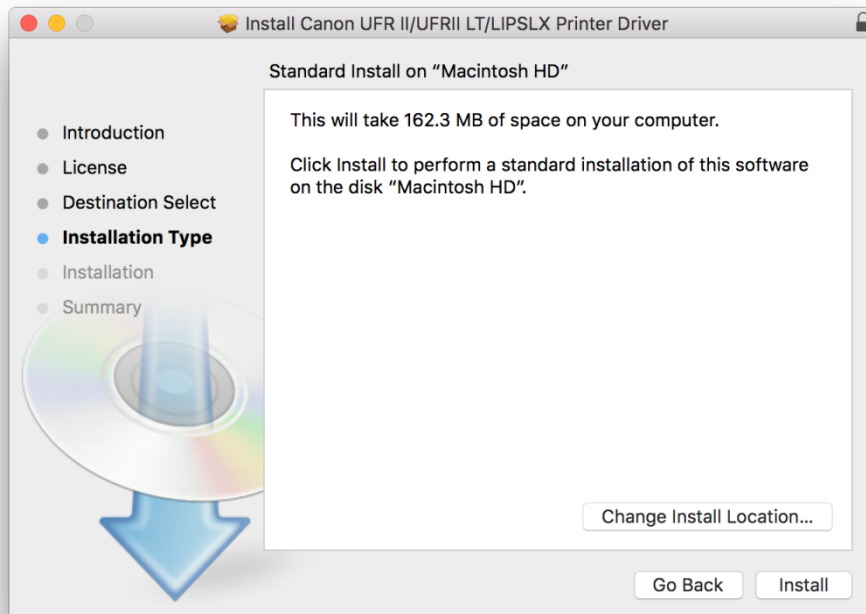 Install Canon UFR II/UFRII LT/LIPSLX Printer Driver
Standard Install on “Macintosh HD”
Introduction
License
Destination Select
Installation Type
Installation
Summary
This will take 162.3 MB of space on your computer.
Click Install to perform a standard installation of this software
on the disk “Macintosh HD”.
Change Install Location...
Go Back
Install